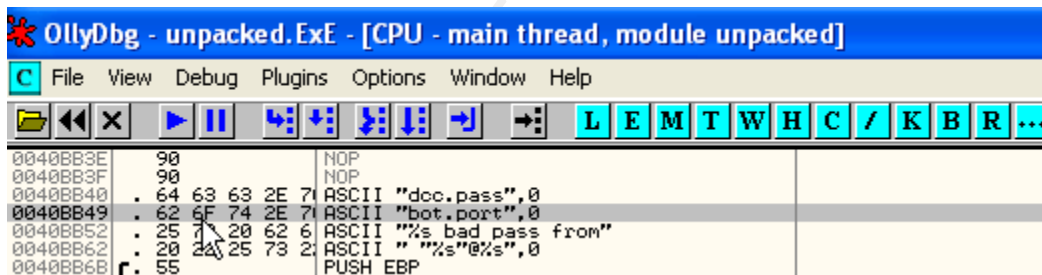 OllyDbg - unpacked.ExE - [CPU - main thread, module unpacked]
C File View Debug Plugins Options Window Help
L E M T W H C / K B R ...
0040BB3E 90 NOP
0040BB3F 90 NOP
0040BB40 . 64 63 63 2E ASCII "dcc.pass",0
0040BB49 . 62 6F 74 2E ASCII "bot.port",0
0040BB52 . 25 20 62 ASCII "%s bad pass from"
0040BB62 . 20 25 73 ASCII " "%s"@%s",0
0040BB6B . 55 PUSH EBP